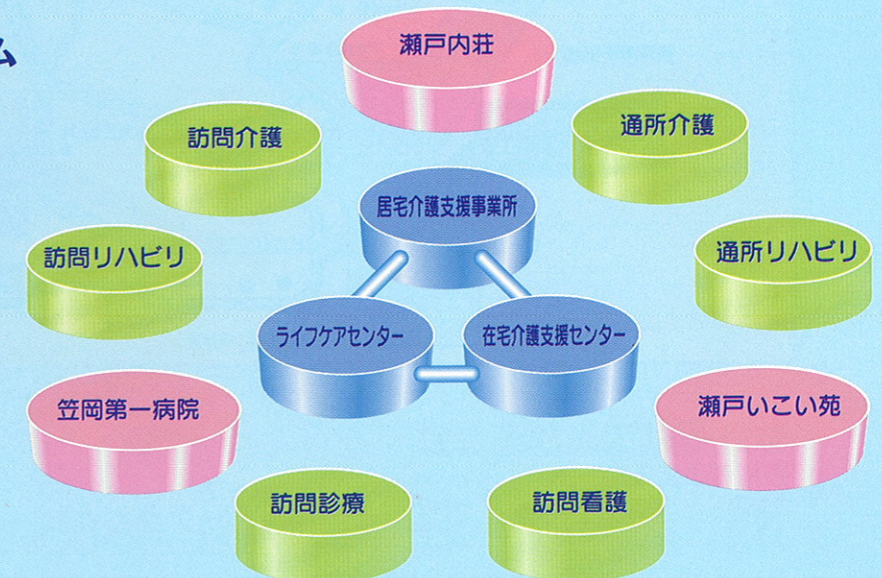 ム
瀬戸内荘
訪問介護
通所介護
居宅介護支援事業所
訪問リハビリ
通所リハビリ
ライフケアセンター
在宅介護支援センター
笠岡第一病院
瀬戸いこい苑
訪問診療
訪問看護